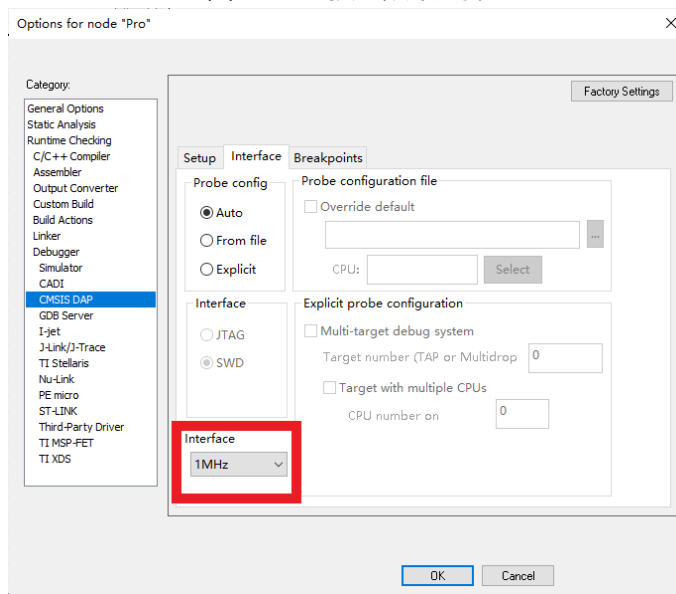 Options for node "Pro"
Category:
Factory Settings
General Options
Static Analysis
Runtime Checking
C/C++ Compiler
Assembler
Output Converter
Custom Build
Build Actions
Linker
Debugger
Simulator
CADI
CMSIS DAP
GDB Server
I-jet
J-Link/J-Trace
TI Stellaris
Nu-Link
PE micro
ST-LINK
Third-Party Driver
TI MSP-FET
TI XDS
Setup Interface Breakpoints
Probe config
Auto
From file
Explicit
Probe configuration file
Override default
...
CPU: Select
Interface
JTAG
SWD
Explicit probe configuration
Multi-target debug system
Target number (TAP or Multidrop 0
Target with multiple CPUs
CPU number on 0
Interface
1MHz
OK Cancel